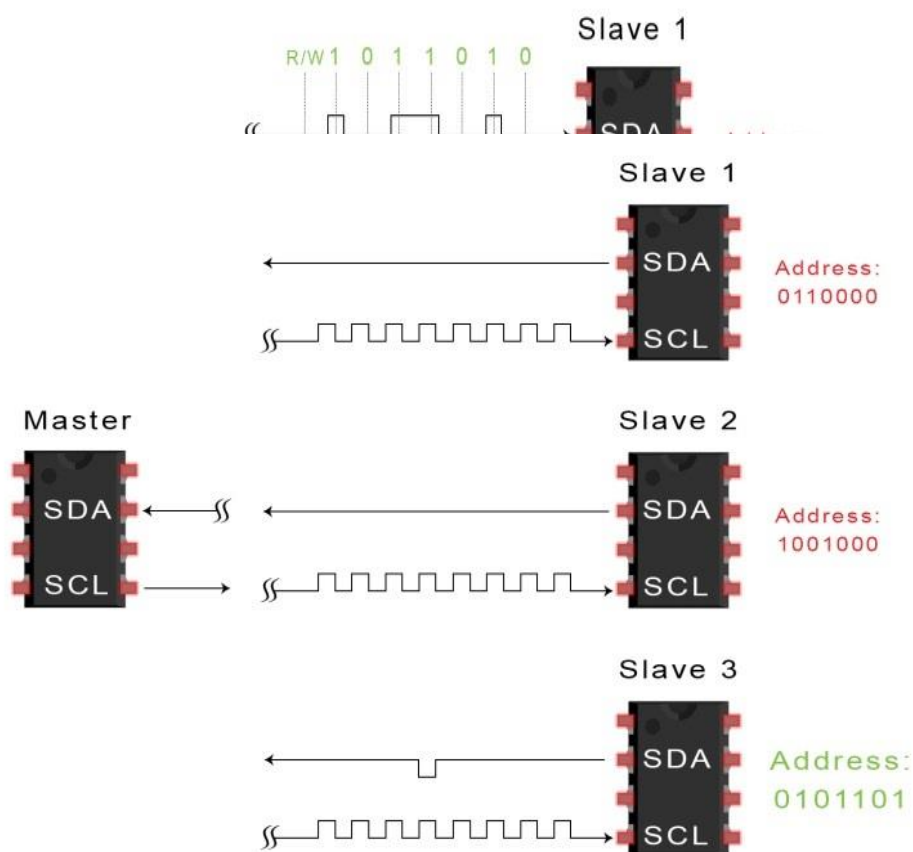 Slave 1
R/W 1 0 1 1 0 1 0
SDA
Slave 1
SDA
Address:
0110000
SCL
Master
SDA
SCL
Slave 2
SDA
Address:
1001000
SCL
Slave 3
SDA
Address:
0101101
SCL